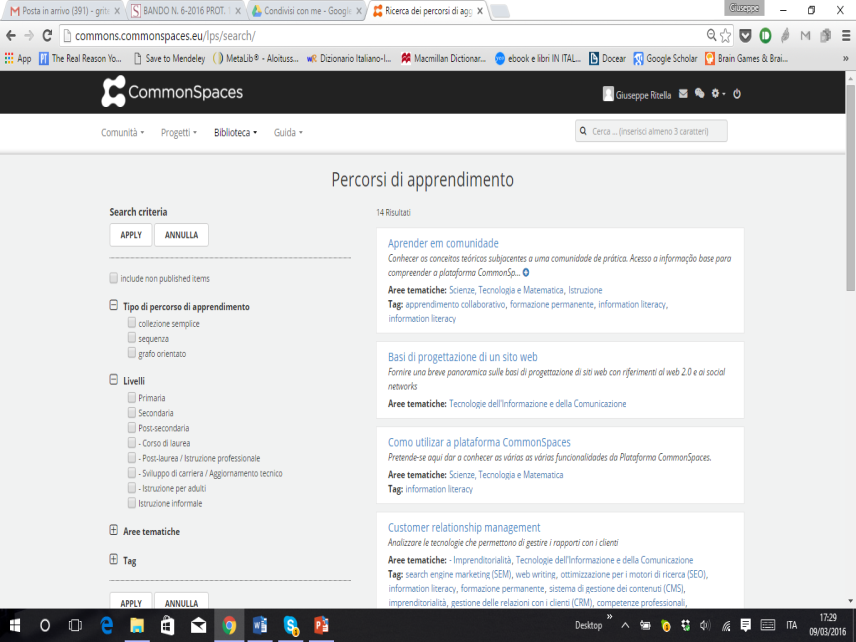 Posta in arrivo (391) - grite
BANDO N. 6-2016 PROT.
Condivisi con me - Google
Ricerca dei percorsi di agg
Giuseppe
commons.commonspaces.eu/lps/search/
App
The Real Reason Yo...
Save to Mendeley
() MetaLib® - Aloituss...
Dizionario Italiano-I...
Macmillan Dictionar...
ebook e libri IN ITAL...
Docear
Google Scholar
Brain Games & Brai...
»
CommonSpaces
Giuseppe Ritella
Comunità
Progetti
Biblioteca
Guida
Cerca ... (inserisci almeno 3 caratteri)
Percorsi di apprendimento
Search criteria
APPLY
ANNULLA
include non published items
Tipo di percorso di apprendimento
collezione semplice
sequenza
grafo orientato
Livelli
Primaria
Secondaria
Post-secondaria
- Corso di laurea
- Post-laurea / Istruzione professionale
- Sviluppo di carriera / Aggiornamento tecnico
- Istruzione per adulti
Istruzione informale
Aree tematiche
Tag
APPLY
ANNULLA
14 Risultati
Aprender em comunidade
Conhecer os conceitos teóricos subjacentes a uma comunidade de prática. Acesso a informação base para
compreender a plataforma CommonSp...
Aree tematiche: Scienze, Tecnologia e Matematica, Istruzione
Tag: apprendimento collaborativo, formazione permanente, information literacy,
information literacy
Basi di progettazione di un sito web
Fornire una breve panoramica sulle basi di progettazione di siti web con riferimenti al web 2.0 e ai social
networks
Aree tematiche: Tecnologie dell'Informazione e della Comunicazione
Como utilizar a plataforma CommonSpaces
Pretende-se aqui dar a conhecer as várias as várias funcionalidades da Plataforma CommonSpaces.
Aree tematiche: Scienze, Tecnologia e Matematica
Tag: information literacy
Customer relationship management
Analizzare le tecnologie che permettono di gestire i rapporti con i clienti
Aree tematiche: - Imprenditorialità, Tecnologie dell'Informazione e della Comunicazione
Tag: search engine marketing (SEM), web writing, ottimizzazione per i motori di ricerca (SEO),
information literacy, formazione permanente, sistema di gestione dei contenuti (CMS),
imprenditorialità, gestione delle relazioni con i clienti (CRM), competenze professionali,
Desktop
»
ITA
17:29
09/03/2016